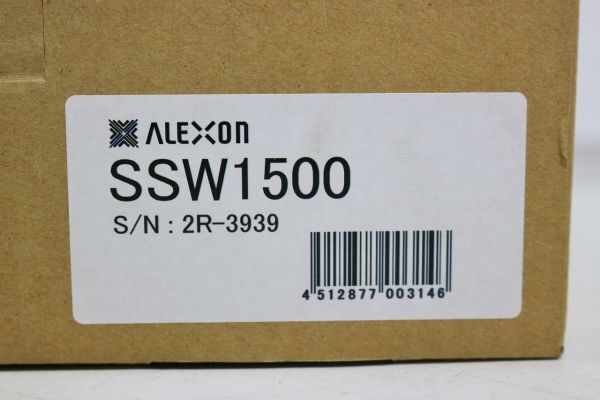 ALEXON
SSW1500
S/N : 2R-3939
4 512877 003146